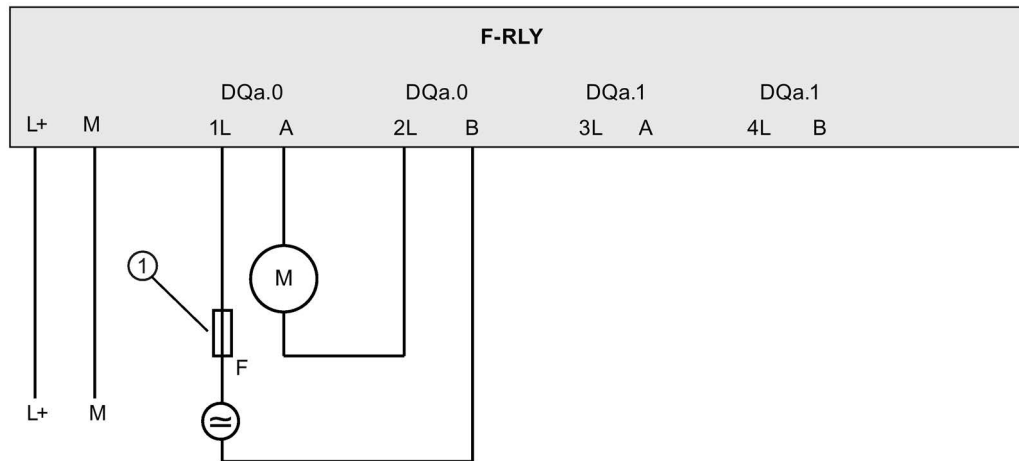 F-RLY
DQa.0 DQa.0 DQa.1 DQa.1
L+ M 1L A 2L B 3L A 4L B
1
M
F
L+ M